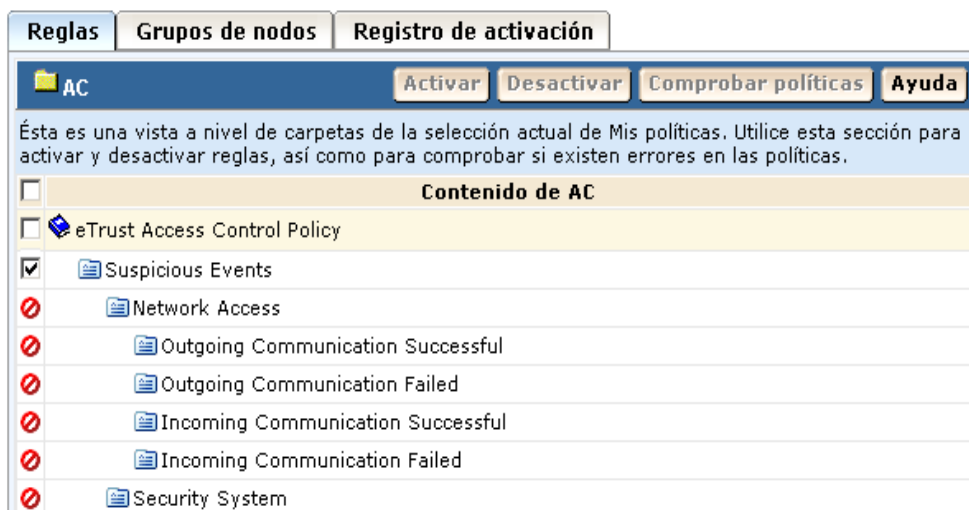 Reglas Grupos de nodos Registro de activación
AC Activar Desactivar Comprobar políticas Ayuda
Ésta es una vista a nivel de carpetas de la selección actual de Mis políticas. Utilice esta sección para
activar y desactivar reglas, así como para comprobar si existen errores en las políticas.
Contenido de AC
eTrust Access Control Policy
Suspicious Events
Network Access
Outgoing Communication Successful
Outgoing Communication Failed
Incoming Communication Successful
Incoming Communication Failed
Security System